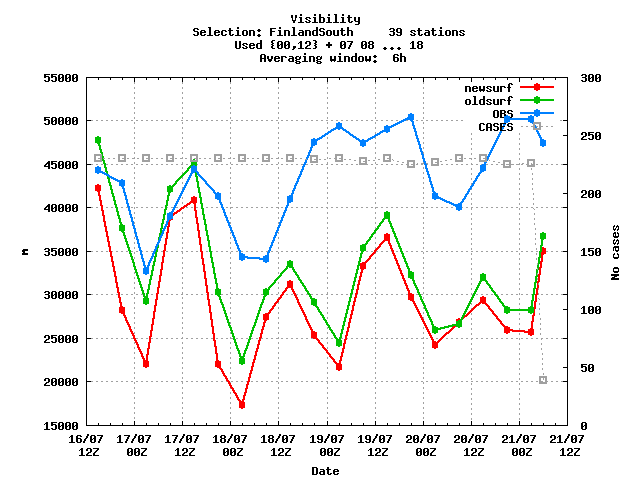 Visibility
Selection: FinlandSouth     39 stations
Used {00,12} + 07 08 ... 18
Averaging window:  6h
55000
50000
45000
40000
35000
30000
25000
20000
15000
m
300
250
200
150
100
50
0
No cases
newsurf
oldsurf
OBS
CASES
16/07 17/07 17/07 18/07 18/07 19/07 19/07 20/07 20/07 21/07 21/07
12Z 00Z 12Z 00Z 12Z 00Z 12Z 00Z 12Z 00Z 12Z
Date